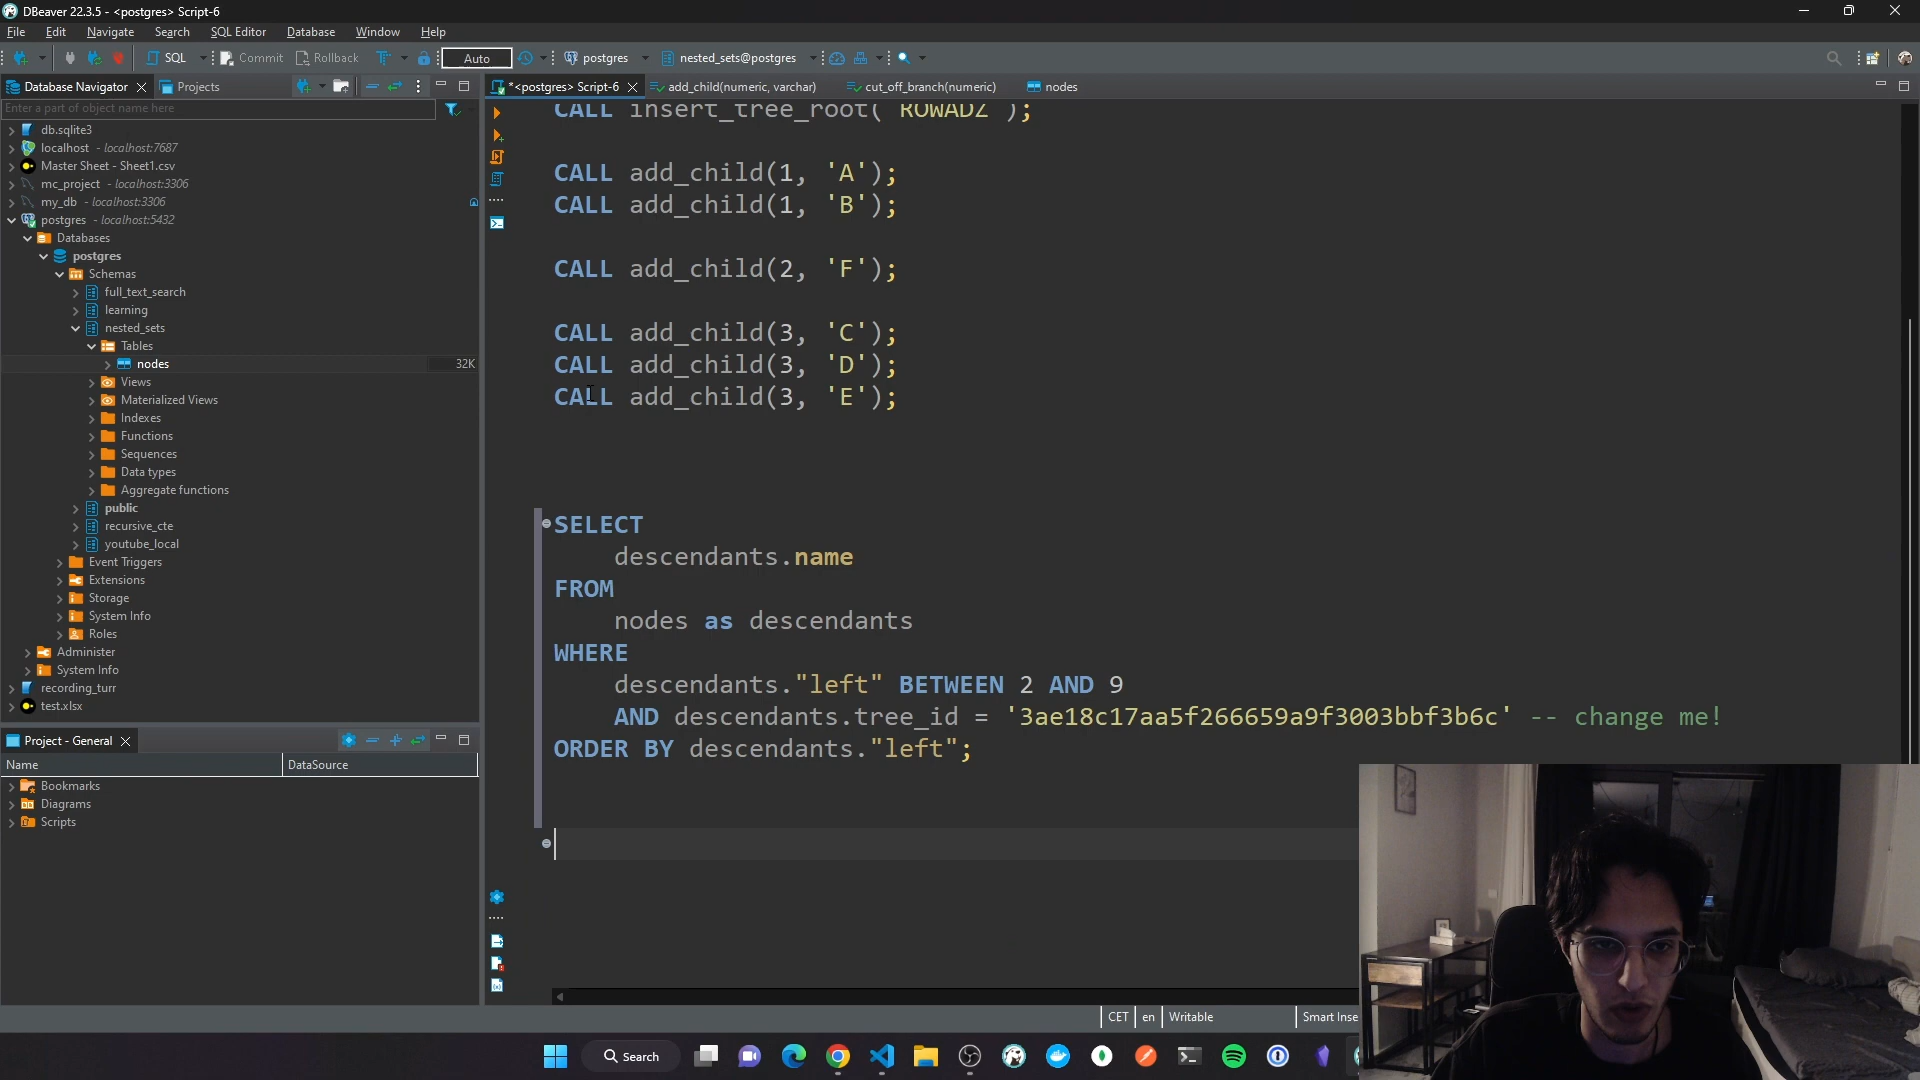 DBeaver 22.3.5 - <postgres> Script-6
File Edit Navigate Search SQL Editor Database Window Help
SQL Commit Rollback Auto postgres nested_sets@postgres
Database Navigator Projects
*<postgres> Script-6 add_child(numeric, varchar) cut_off_branch(numeric) nodes
Enter a part of object name here
db.sqlite3
localhost - localhost:7687
Master Sheet - Sheet1.csv
mc_project - localhost:3306
my_db - localhost:3306
postgres - localhost:5432
Databases
postgres
Schemas
full_text_search
learning
nested_sets
Tables
nodes 32K
Views
Materialized Views
Indexes
Functions
Sequences
Data types
Aggregate functions
public
recursive_cte
youtube_local
Event Triggers
Extensions
Storage
System Info
Roles
Administer
System Info
recording_turr
test.xlsx
Project - General
Name DataSource
Bookmarks
Diagrams
Scripts
CALL insert_tree_root( ROWADZ );
CALL add_child(1, 'A');
CALL add_child(1, 'B');
CALL add_child(2, 'F');
CALL add_child(3, 'C');
CALL add_child(3, 'D');
CALL add_child(3, 'E');
SELECT
descendants.name
FROM
nodes as descendants
WHERE
descendants."left" BETWEEN 2 AND 9
AND descendants.tree_id = '3ae18c17aa5f266659a9f3003bbf3b6c' -- change me!
ORDER BY descendants."left";
CET en Writable Smart Inse
Search